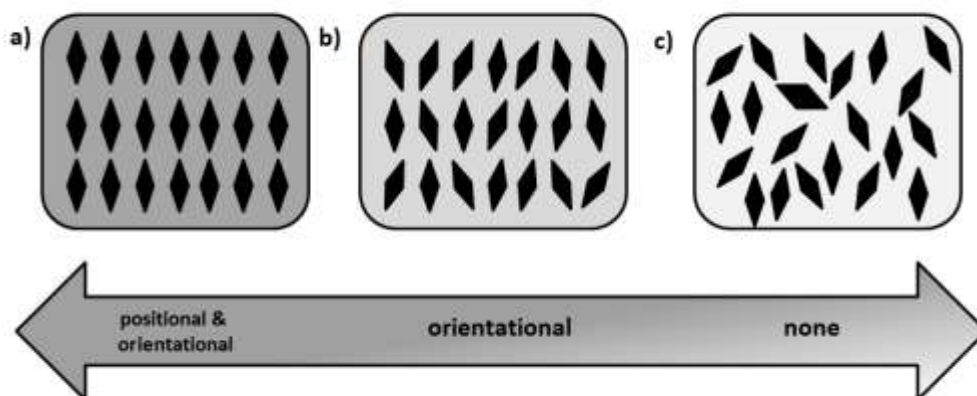 a)
b)
c)
positional &
orientational
orientational
none